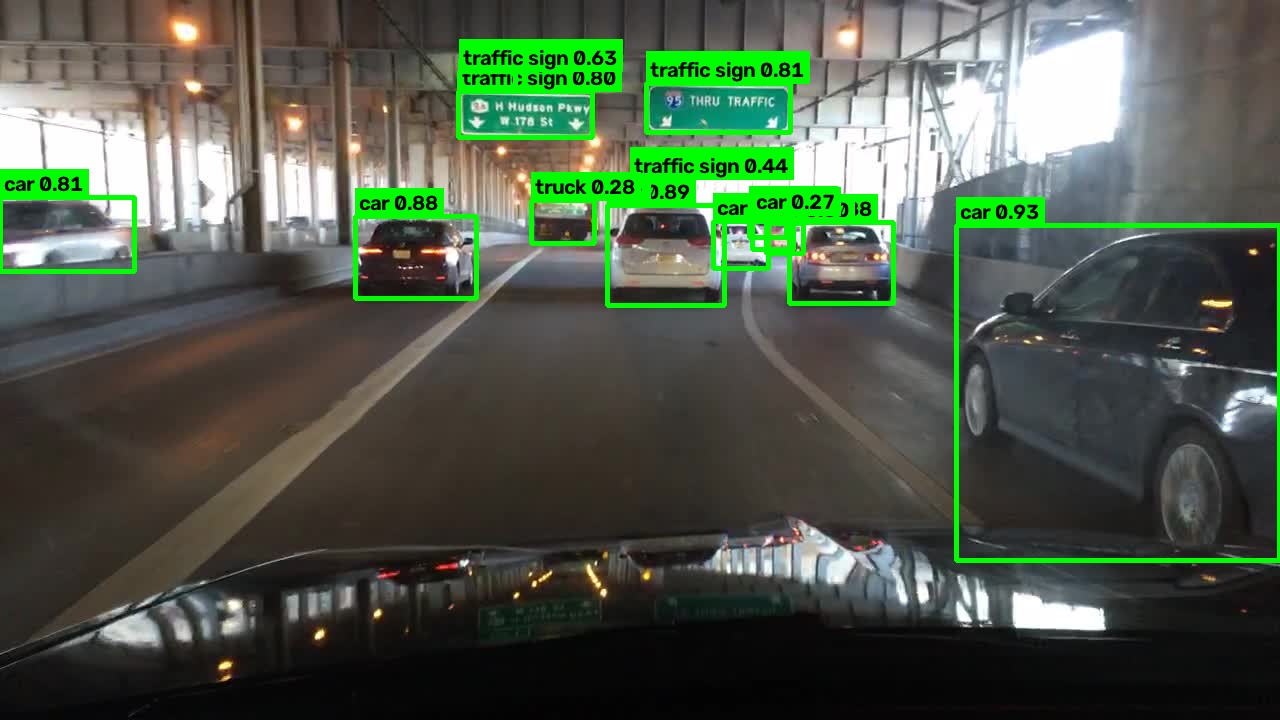 traffic sign 0.63
sign 0.80
traffic sign 0.81
H Hudson Pkwy
W 178 St
95 THRU TRAFFIC
traffic sign 0.44
car 0.81
truck 0.28
0.89
car 0.88
car
car 0.27
car 0.93